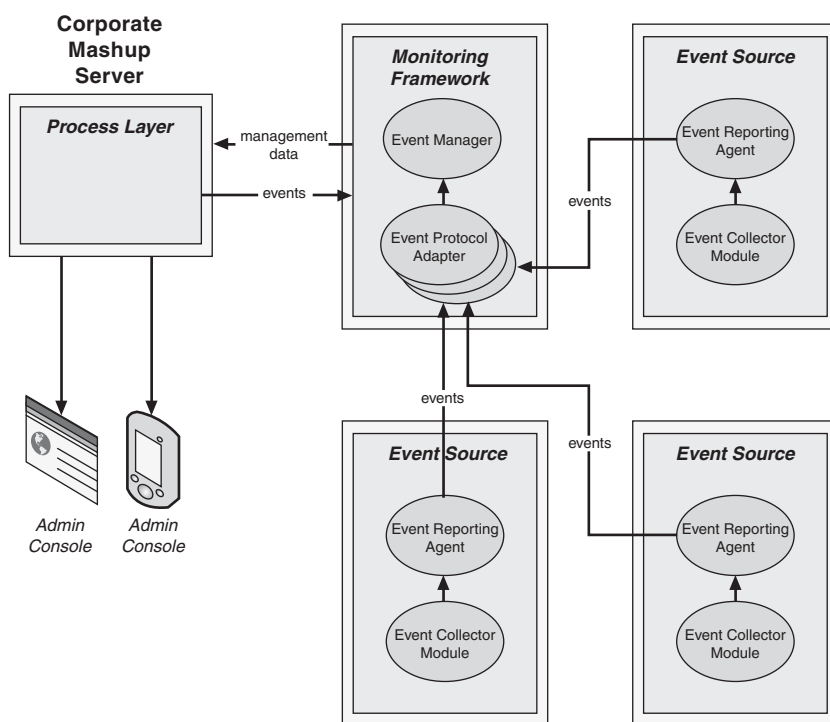 Corporate
Mashup
Server
Process Layer
management
data
events
Monitoring
Framework
Event Manager
Event Protocol
Adapter
events
Event Source
Event Reporting
Agent
Event Collector
Module
Admin
Console
Admin
Console
events
Event Source
Event Reporting
Agent
Event Collector
Module
events
Event Source
Event Reporting
Agent
Event Collector
Module